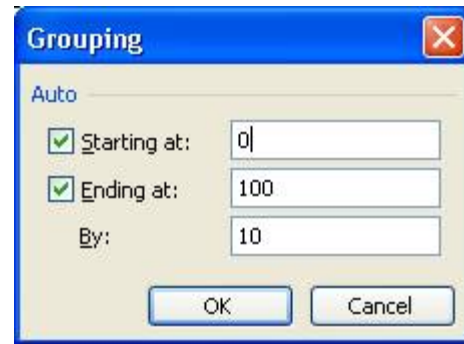 Grouping
Auto
Starting at: 0
Ending at: 100
By: 10
OK Cancel